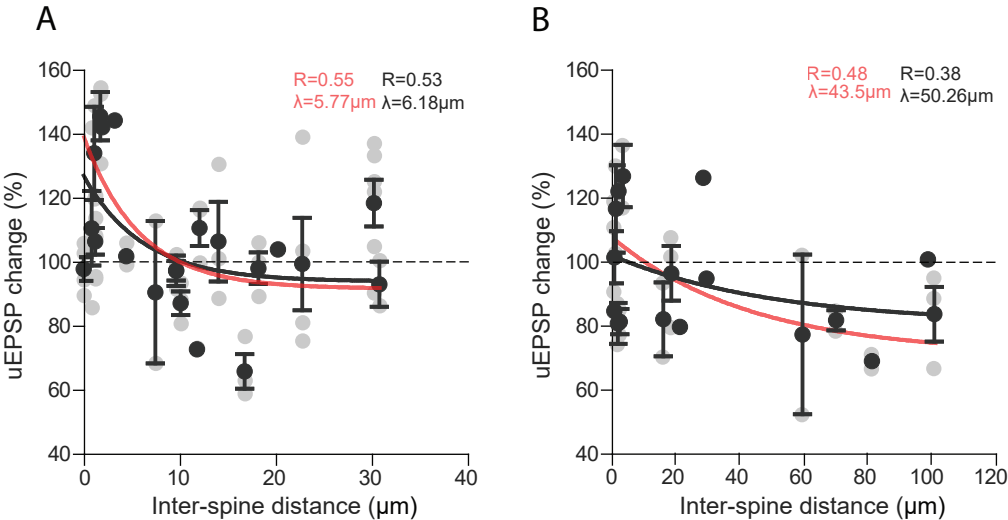 A
R=0.55 R=0.53
λ=5.77µm λ=6.18µm
160
140
120
100
80
60
40
uEPSP change (%)
0 10 20 30 40
Inter-spine distance (µm)
B
R=0.48 R=0.38
λ=43.5µm λ=50.26µm
160
140
120
100
80
60
40
uEPSP change (%)
0 20 40 60 80 100 120
Inter-spine distance (µm)